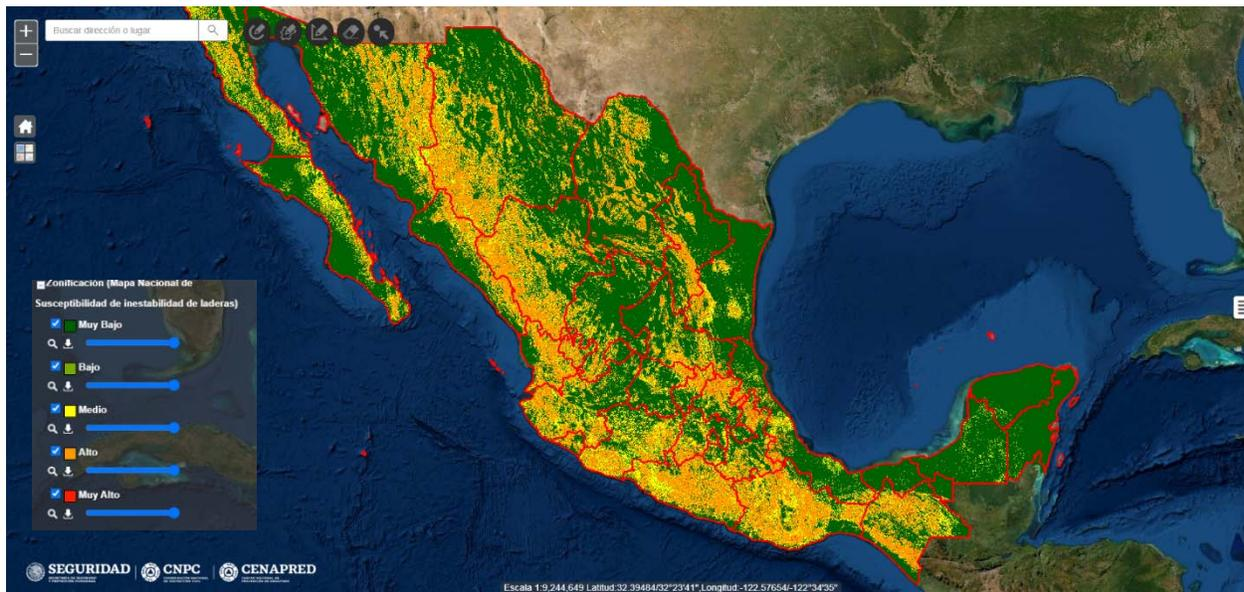 +
Buscar dirección o lugar
−
Zonificación (Mapa Nacional de
Susceptibilidad de inestabilidad de laderas)
Muy Bajo
Bajo
Medio
Alto
Muy Alto
SEGURIDAD CNPC CENAPRED
Escala 1:9,244,649 Latitud:32.39484/32°23'41",Longitud:-122.57654/-122°34'35"